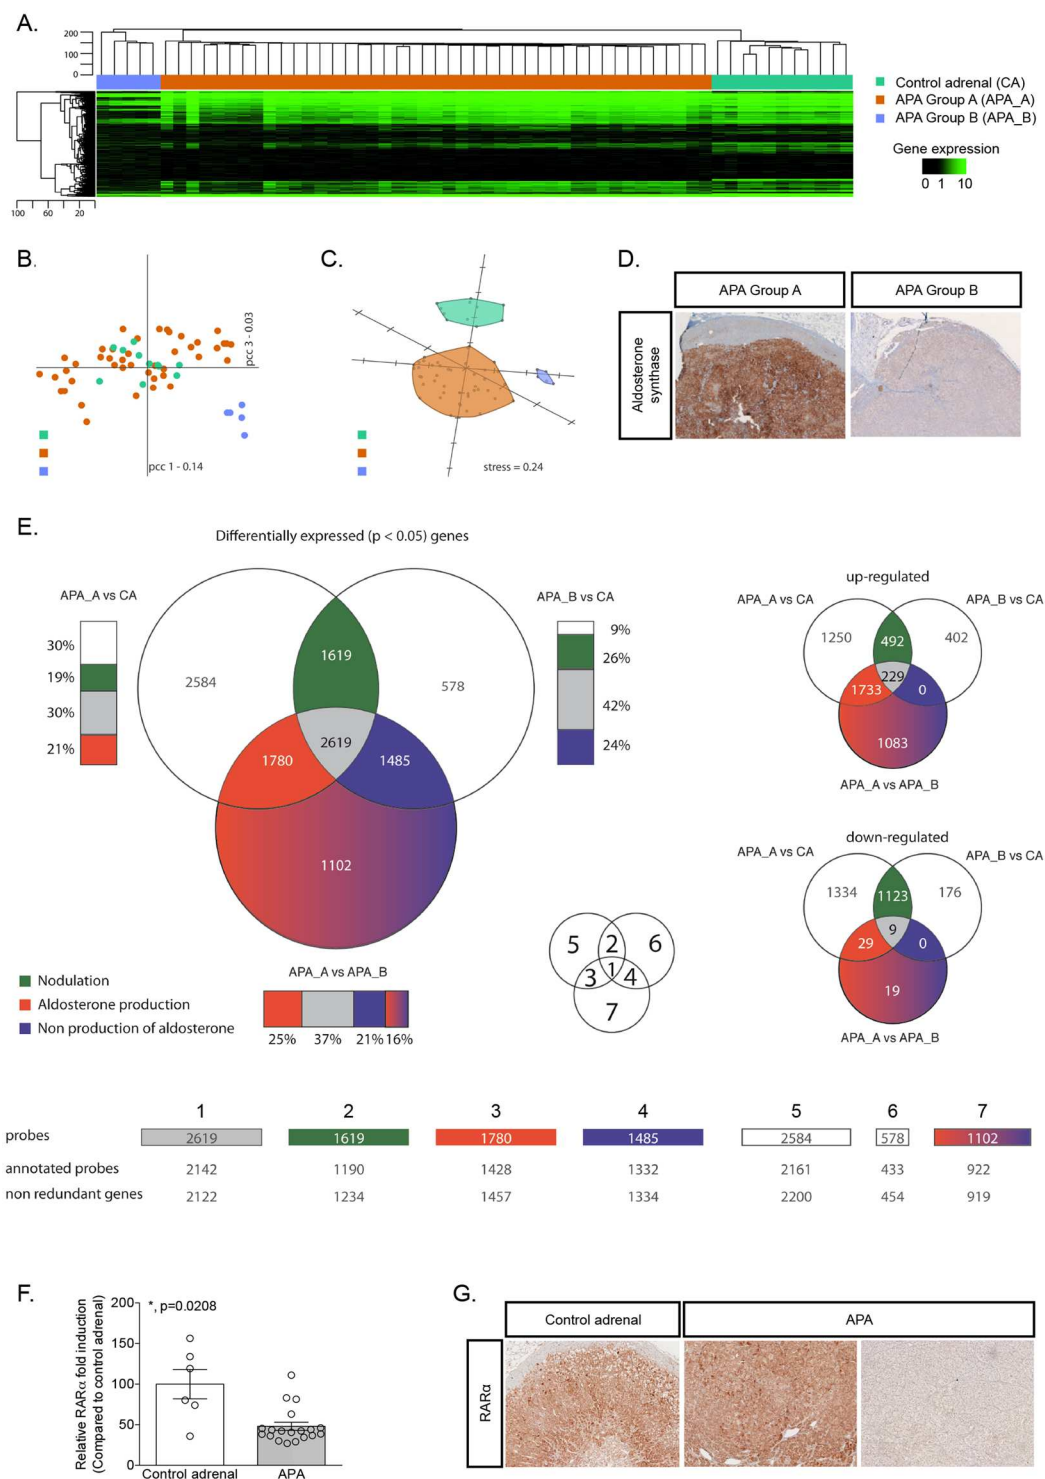 A.
200
100
0
Control adrenal (CA)
APA Group A (APA_A)
APA Group B (APA_B)
Gene expression
0 1 10
100 60 20
B.
pcc 3 - 0.03
pcc 1 - 0.14
C.
stress = 0.24
D.
APA Group A
APA Group B
Aldosterone
synthase
E.
Differentially expressed (p < 0.05) genes
APA_A vs CA
30%
19%
30%
21%
2584
1619
578
2619
1780
1485
1102
APA_B vs CA
9%
26%
42%
24%
APA_A vs APA_B
25% 37% 21% 16%
Nodulation
Aldosterone production
Non production of aldosterone
5 2 6
3 1 4
7
up-regulated
APA_A vs CA
APA_B vs CA
1250 492 402
229
1733 0
1083
APA_A vs APA_B
down-regulated
APA_A vs CA
APA_B vs CA
1334 1123 176
9
29 0
19
APA_A vs APA_B
1 2 3 4 5 6 7
probes 2619 1619 1780 1485 2584 578 1102
annotated probes 2142 1190 1428 1332 2161 433 922
non redundant genes 2122 1234 1457 1334 2200 454 919
F.
Relative RARα fold induction
(Compared to control adrenal)
200
150
100
50
0
*, p=0.0208
Control adrenal APA
G.
Control adrenal
APA
RARα